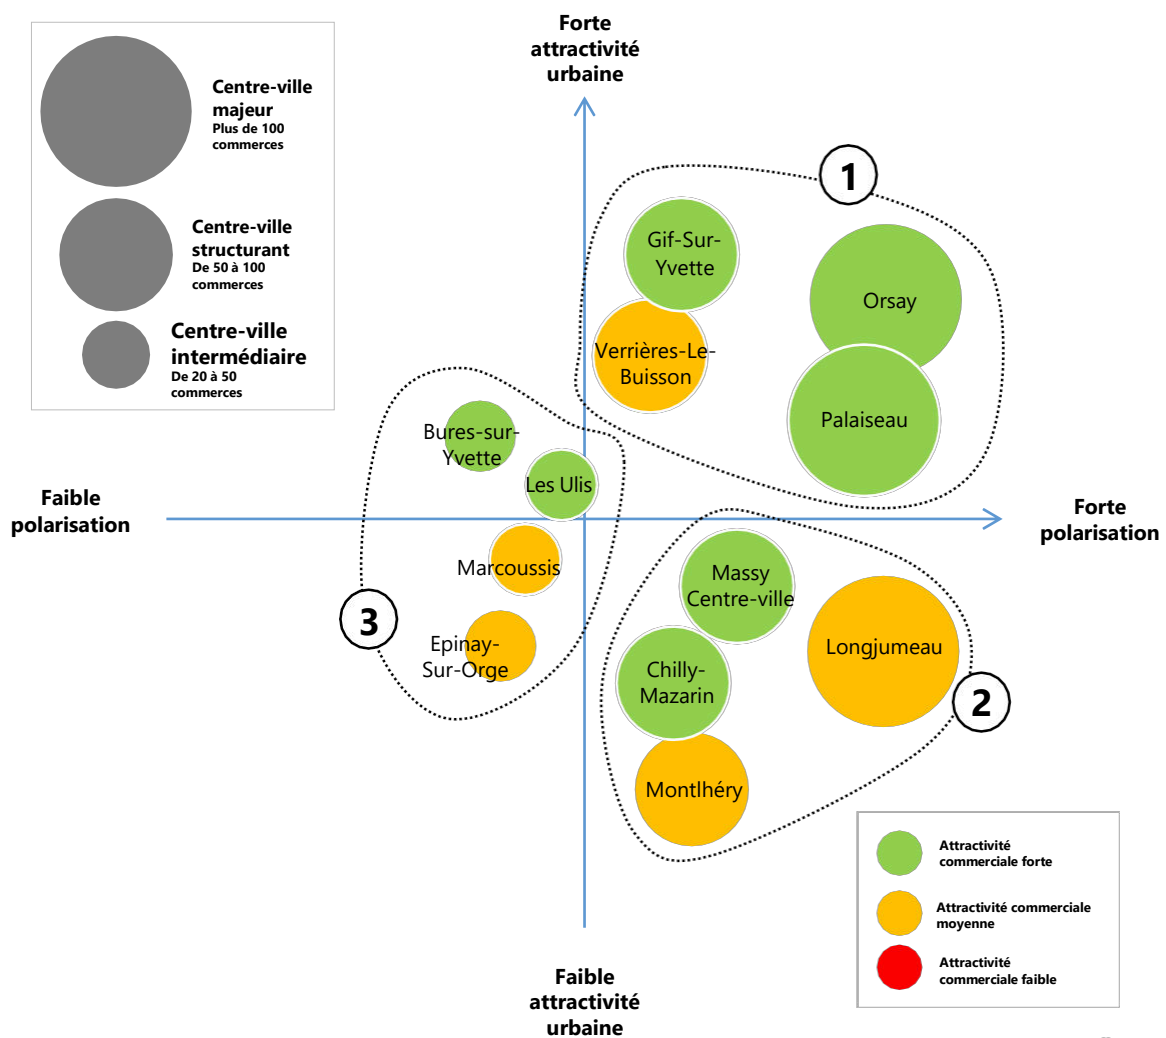 Forte
attractivité
urbaine
Centre-ville
majeur
Plus de 100
commerces
Centre-ville
structurant
De 50 à 100
commerces
Centre-ville
intermédiaire
De 20 à 50
commerces
1
Gif-Sur-
Yvette
Orsay
Verrières-Le-
Buisson
Palaiseau
Bures-sur-
Yvette
Les Ulis
Faible
polarisation
Forte
polarisation
Marcoussis
Massy
Centre-ville
3
Epinay-
Sur-Orge
Longjumeau
Chilly-
Mazarin
2
Montlhéry
Attractivité
commerciale forte
Attractivité commerciale
moyenne
Attractivité
commerciale faible
Faible
attractivité
urbaine